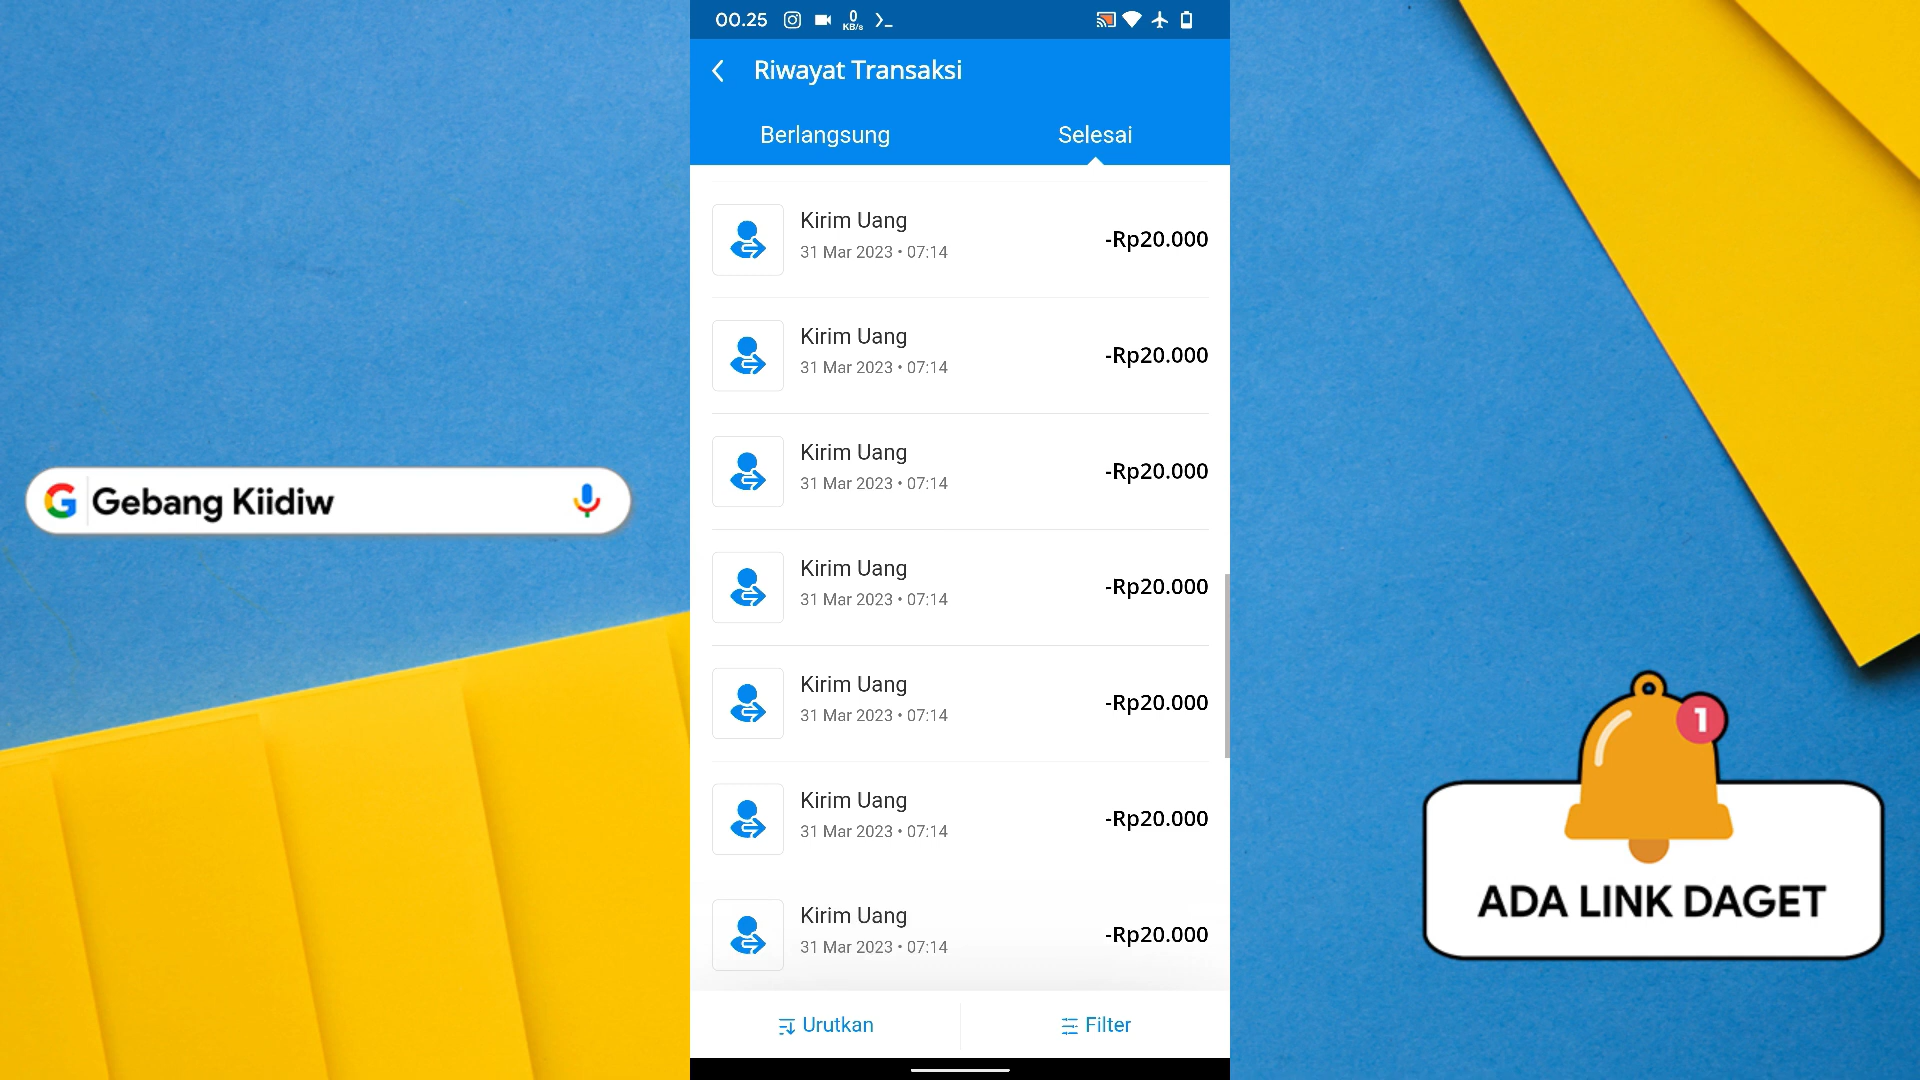 00.25
0
KB/s
Riwayat Transaksi
Berlangsung
Selesai
Kirim Uang
31 Mar 2023 • 07:14
-Rp20.000
Kirim Uang
31 Mar 2023 • 07:14
-Rp20.000
Kirim Uang
31 Mar 2023 • 07:14
-Rp20.000
Kirim Uang
31 Mar 2023 • 07:14
-Rp20.000
Kirim Uang
31 Mar 2023 • 07:14
-Rp20.000
Kirim Uang
31 Mar 2023 • 07:14
-Rp20.000
Kirim Uang
31 Mar 2023 • 07:14
-Rp20.000
Urutkan
Filter
G Gebang Kiidiw
1
ADA LINK DAGET